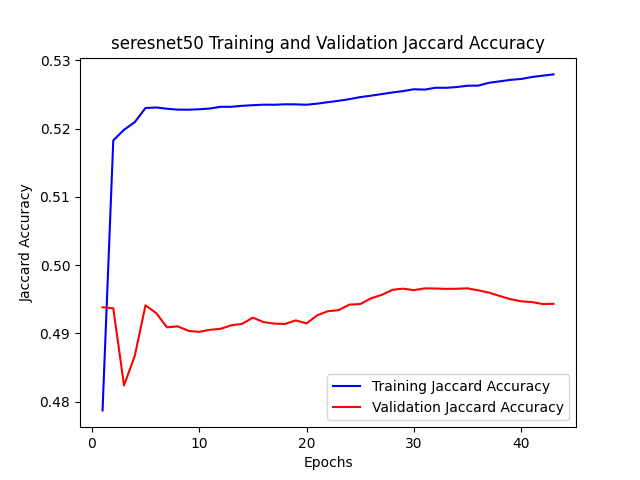 seresnet50 Training and Validation Jaccard Accuracy
0.53
0.52
0.51
0.50
0.49
0.48
Jaccard Accuracy
Training Jaccard Accuracy
Validation Jaccard Accuracy
0 10 20 30 40
Epochs